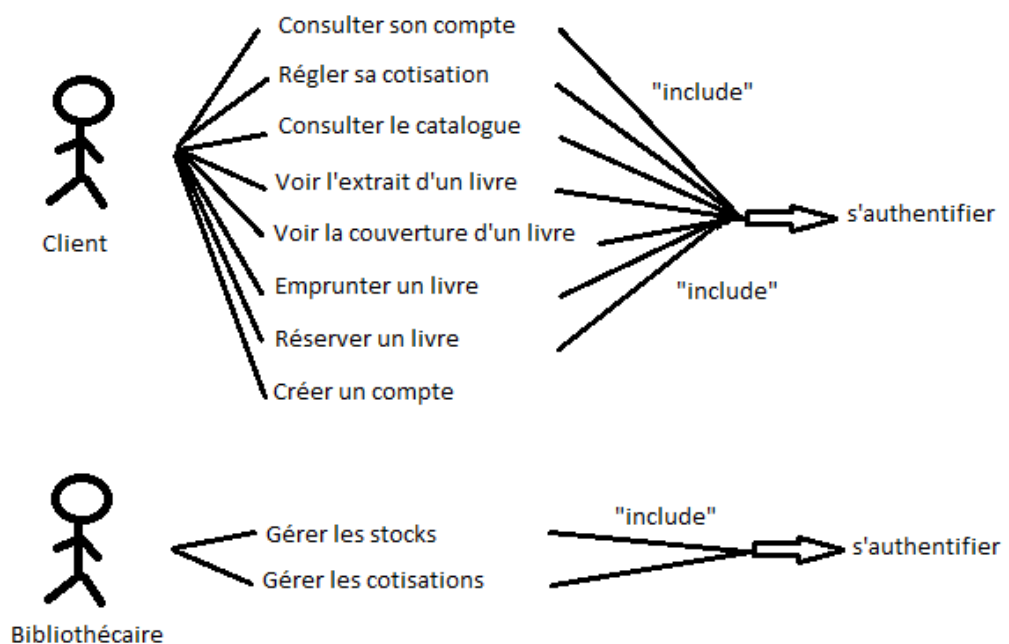 Consulter son compte
Régler sa cotisation
"include"
Consulter le catalogue
Voir l'extrait d'un livre
s'authentifier
Voir la couverture d'un livre
Client
Emprunter un livre
"include"
Réserver un livre
Créer un compte
"include"
Gérer les stocks
s'authentifier
Gérer les cotisations
Bibliothécaire